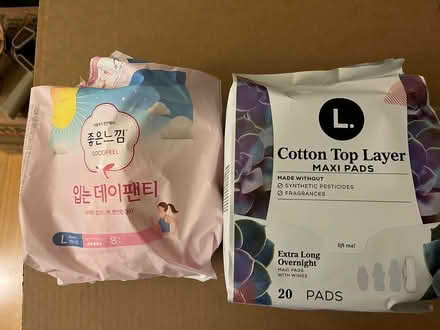 좋은느낌
GOODFEEL
입는 데이팬티
L
L.
Cotton Top Layer
MAXI PADS
MADE WITHOUT
SYNTHETIC PESTICIDES
FRAGRANCES
lift me!
Extra Long
Overnight
MAXI PADS
WITH WINGS
20 PADS